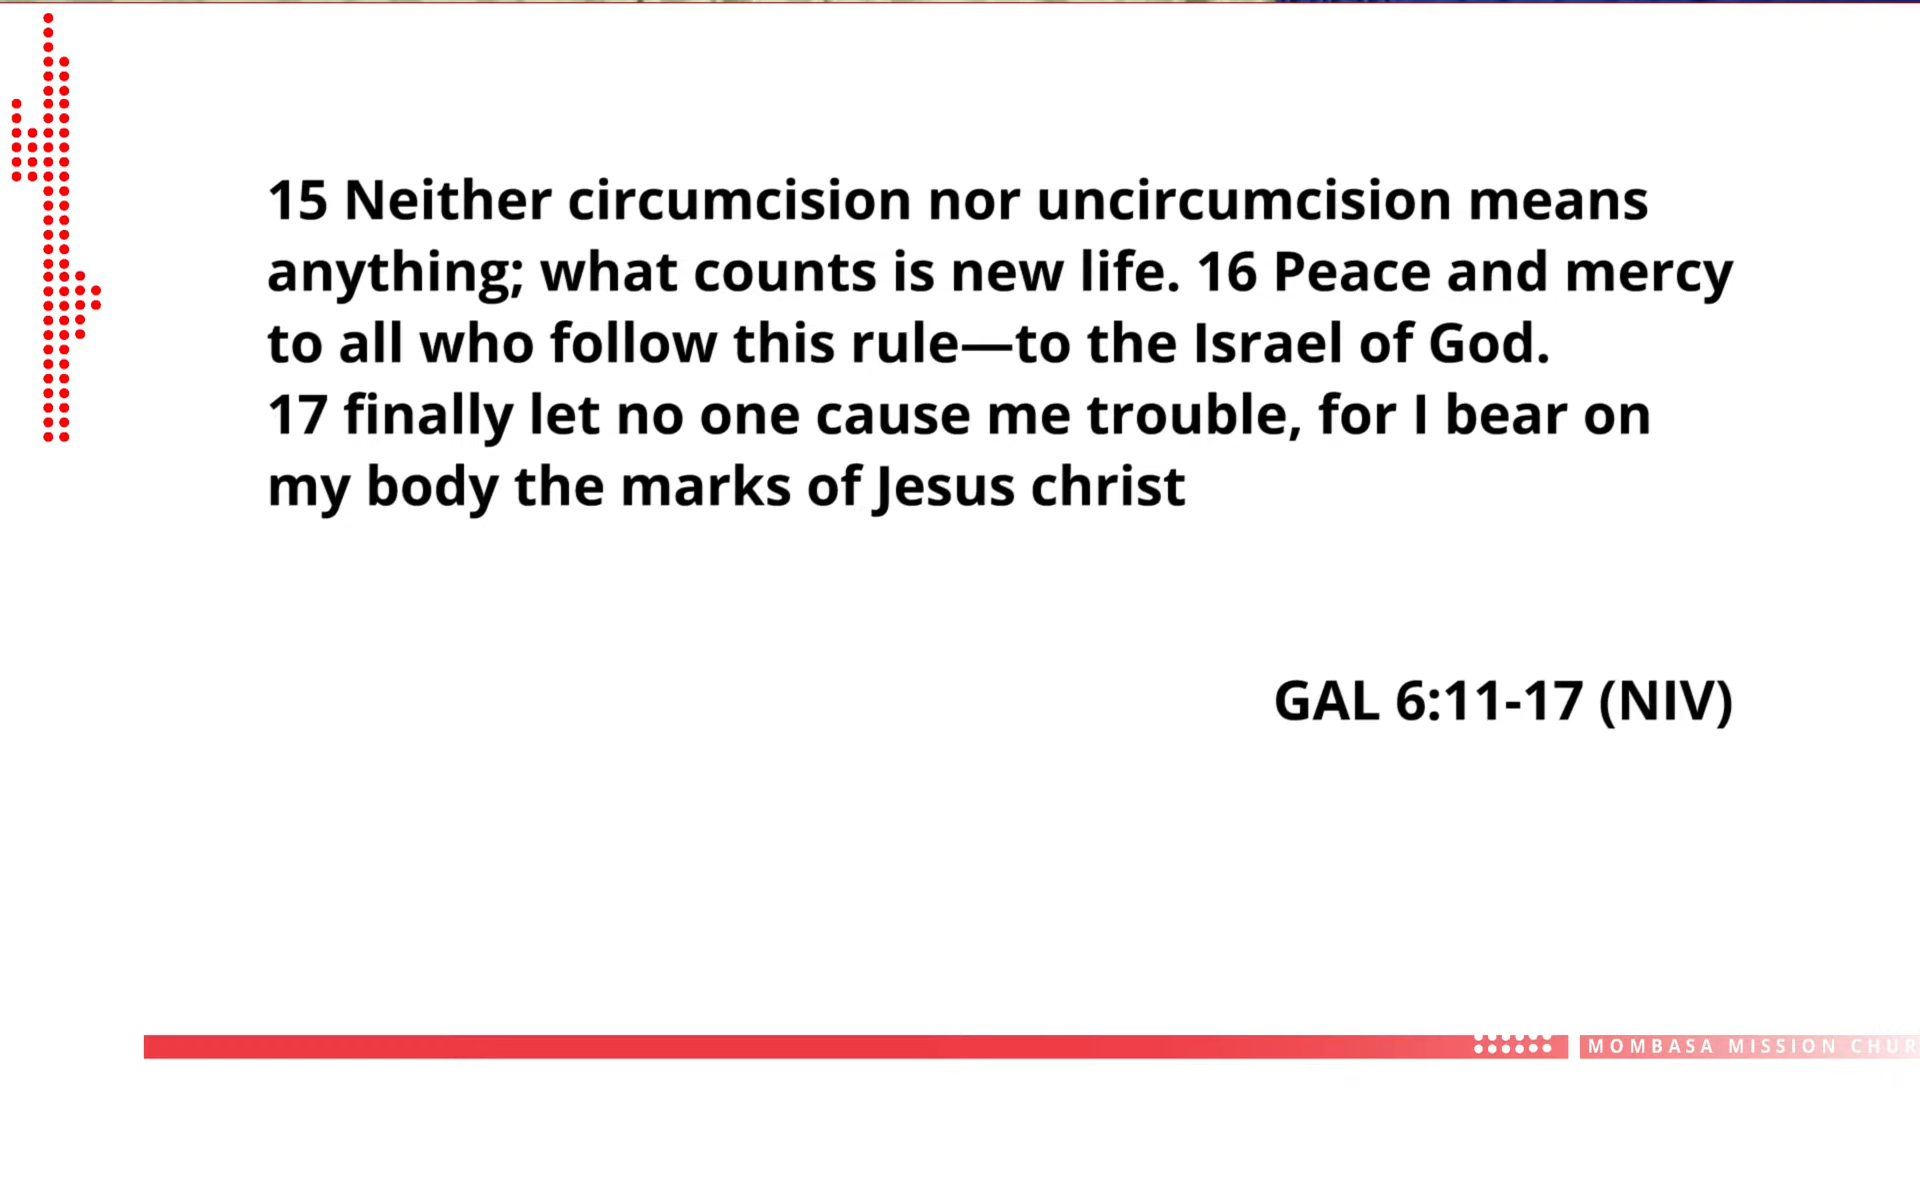 15 Neither circumcision nor uncircumcision means
anything; what counts is new life. 16 Peace and mercy
to all who follow this rule—to the Israel of God.
17 finally let no one cause me trouble, for I bear on
my body the marks of Jesus christ
GAL 6:11-17 (NIV)
MOMBASA MISSION CHUR